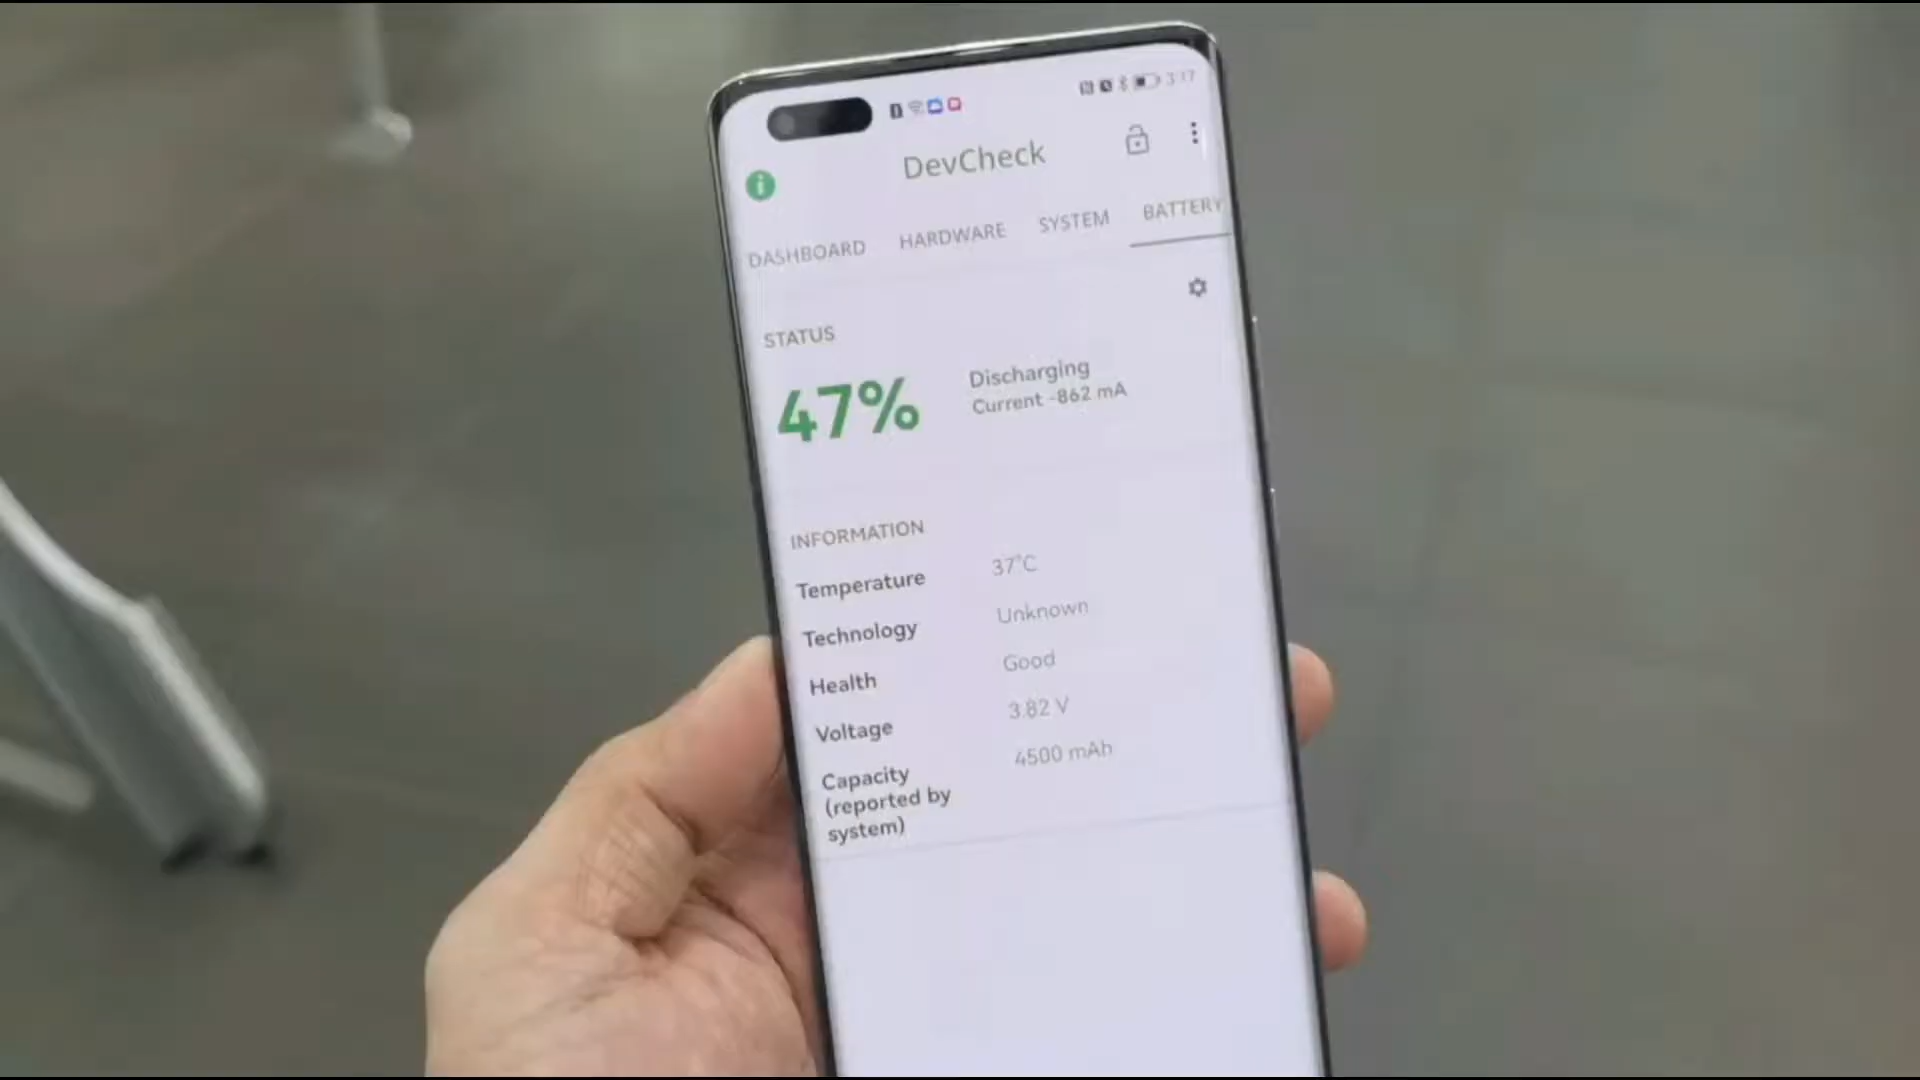 3:17
DevCheck
DASHBOARD HARDWARE SYSTEM BATTERY
STATUS
47%
Discharging
Current -862 mA
INFORMATION
Temperature 37°C
Technology Unknown
Health Good
Voltage 3.82 V
Capacity 4500 mAh
(reported by
system)